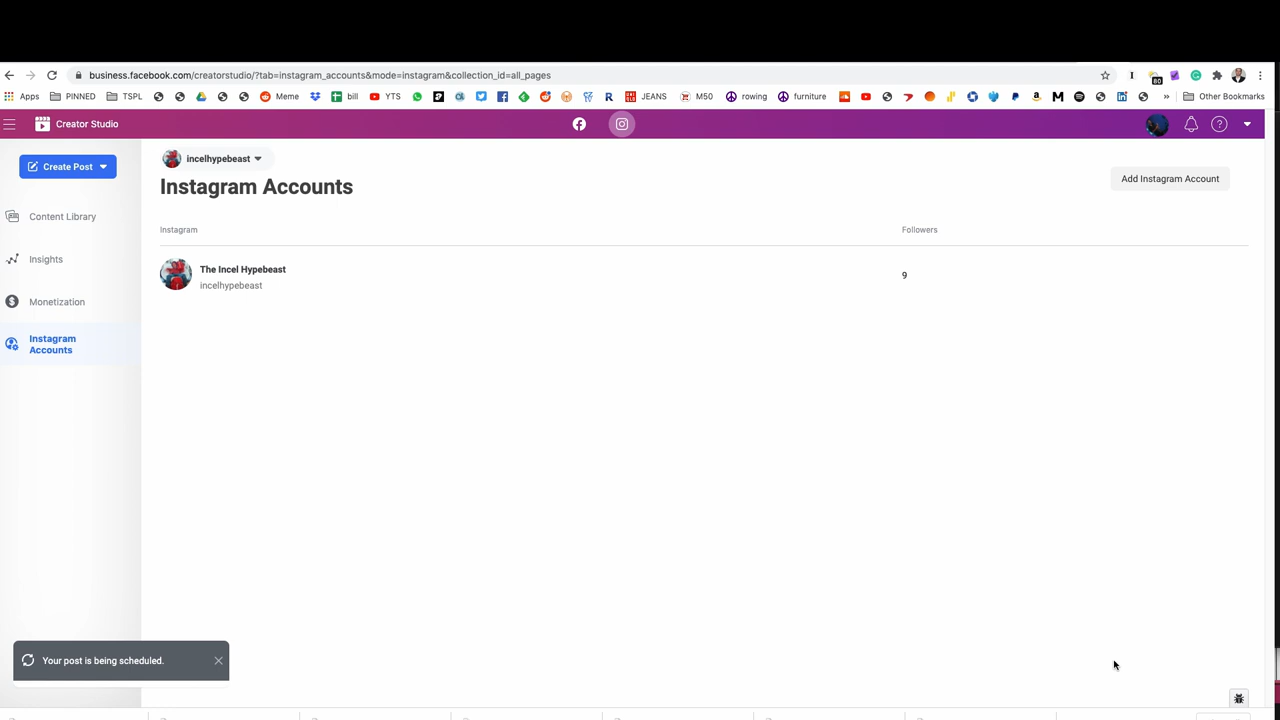 business.facebook.com/creatorstudio/?tab=instagram_accounts&mode=instagram&collection_id=all_pages
80
Apps PINNED TSPL Meme bill YTS JEANS M50 rowing furniture M » Other Bookmarks
Creator Studio
Create Post
incelhypebeast
Instagram Accounts
Add Instagram Account
Content Library
Insights
Monetization
Instagram
Accounts
Instagram Followers
The Incel Hypebeast
incelhypebeast
9
Your post is being scheduled.